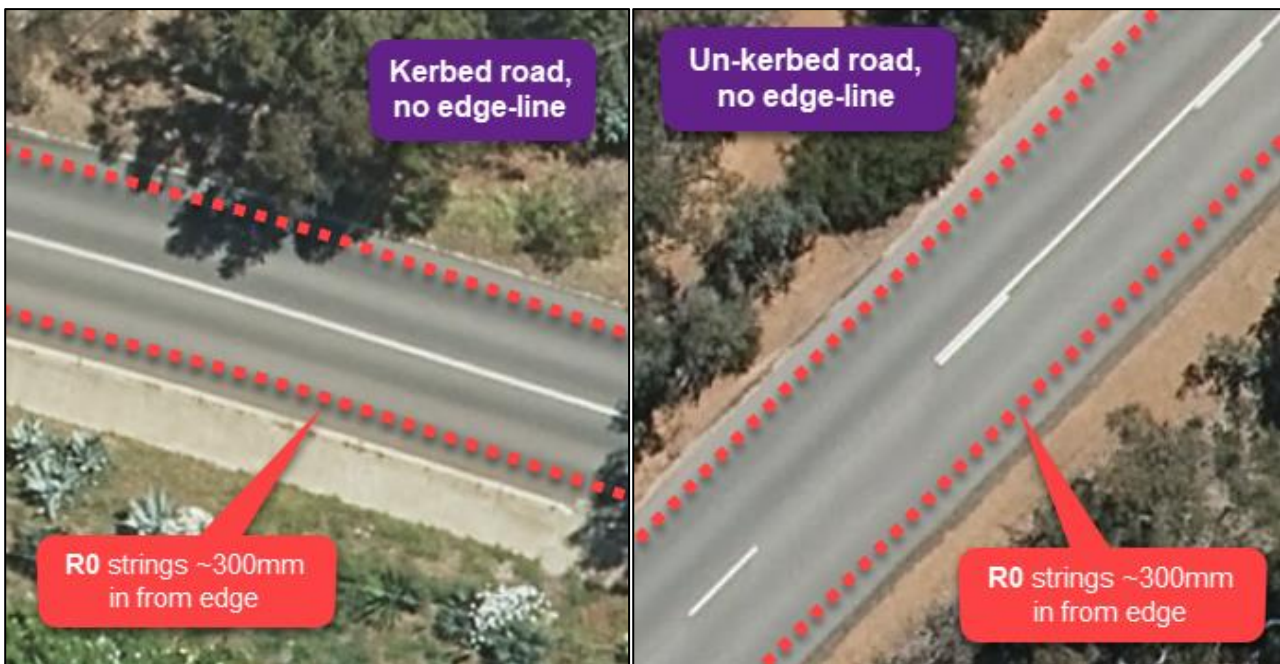 Kerbed road,
no edge-line
R0 strings ~300mm
in from edge
Un-kerbed road,
no edge-line
R0 strings ~300mm
in from edge